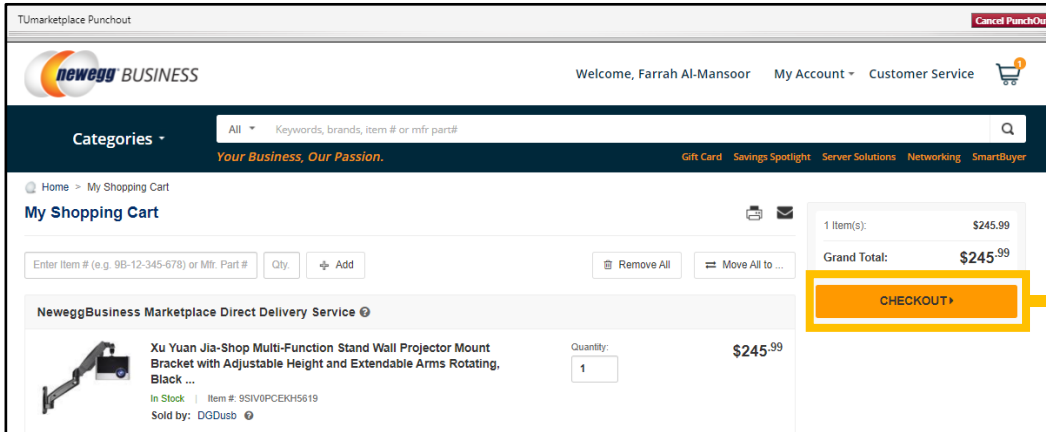 TUmarketplace Punchout
Cancel PunchOu
newegg BUSINESS
Welcome, Farrah Al-Mansoor
My Account
Customer Service
1
Categories
All
Keywords, brands, item # or mfr part#
Your Business, Our Passion.
Gift Card
Savings Spotlight
Server Solutions
Networking
SmartBuyer
Home > My Shopping Cart
My Shopping Cart
1 Item(s):
$245.99
Grand Total:
$245.99
CHECKOUT
Enter Item # (e.g. 9B-12-345-678) or Mfr. Part #
Qty.
Add
Remove All
Move All to ...
NeweggBusiness Marketplace Direct Delivery Service
Xu Yuan Jia-Shop Multi-Function Stand Wall Projector Mount
Bracket with Adjustable Height and Extendable Arms Rotating,
Black ...
In Stock | Item #: 9SIV0PCEKH5619
Sold by: DGDusb
Quantity:
1
$245.99